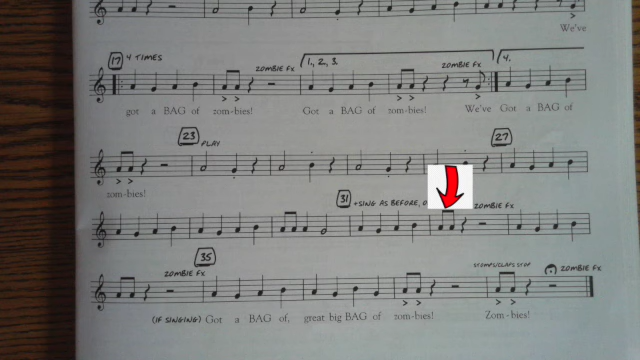 We've
17 4 TIMES ZOMBIE FX 1., 2., 3. ZOMBIE FX 4.
got a BAG of zom-bies! Got a BAG of zom-bies! We've Got a BAG of
23 PLAY 27
zom-bies!
31 +SING AS BEFORE, ZOMBIE FX
35 ZOMBIE FX STOMPS/CLAPS STOP ZOMBIE FX
(IF SINGING) Got a BAG of, great big BAG of zom-bies! Zom-bies!